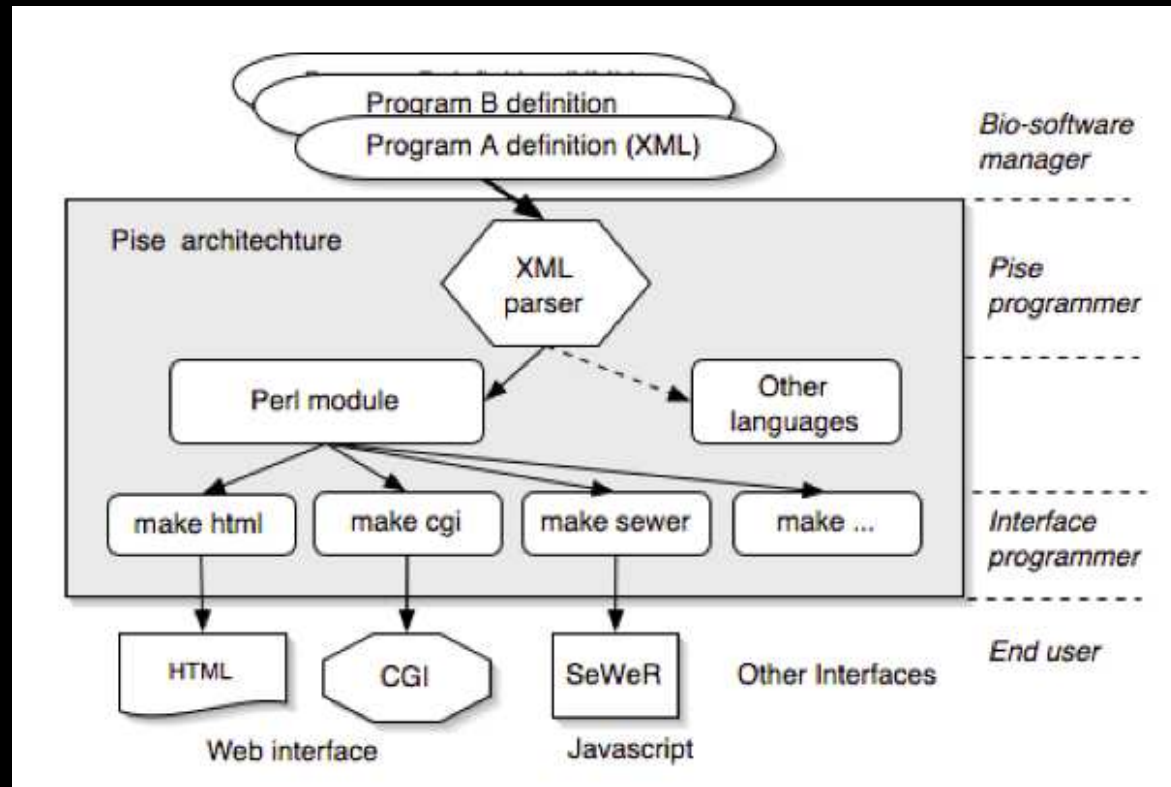 Program B definition
Program A definition (XML)
Bio-software
manager
Pise architechture
XML
parser
Pise
programmer
Perl module
Other
languages
make html
make cgi
make sewer
make ...
Interface
programmer
HTML
CGI
SeWeR
Other Interfaces
End user
Web interface
Javascript